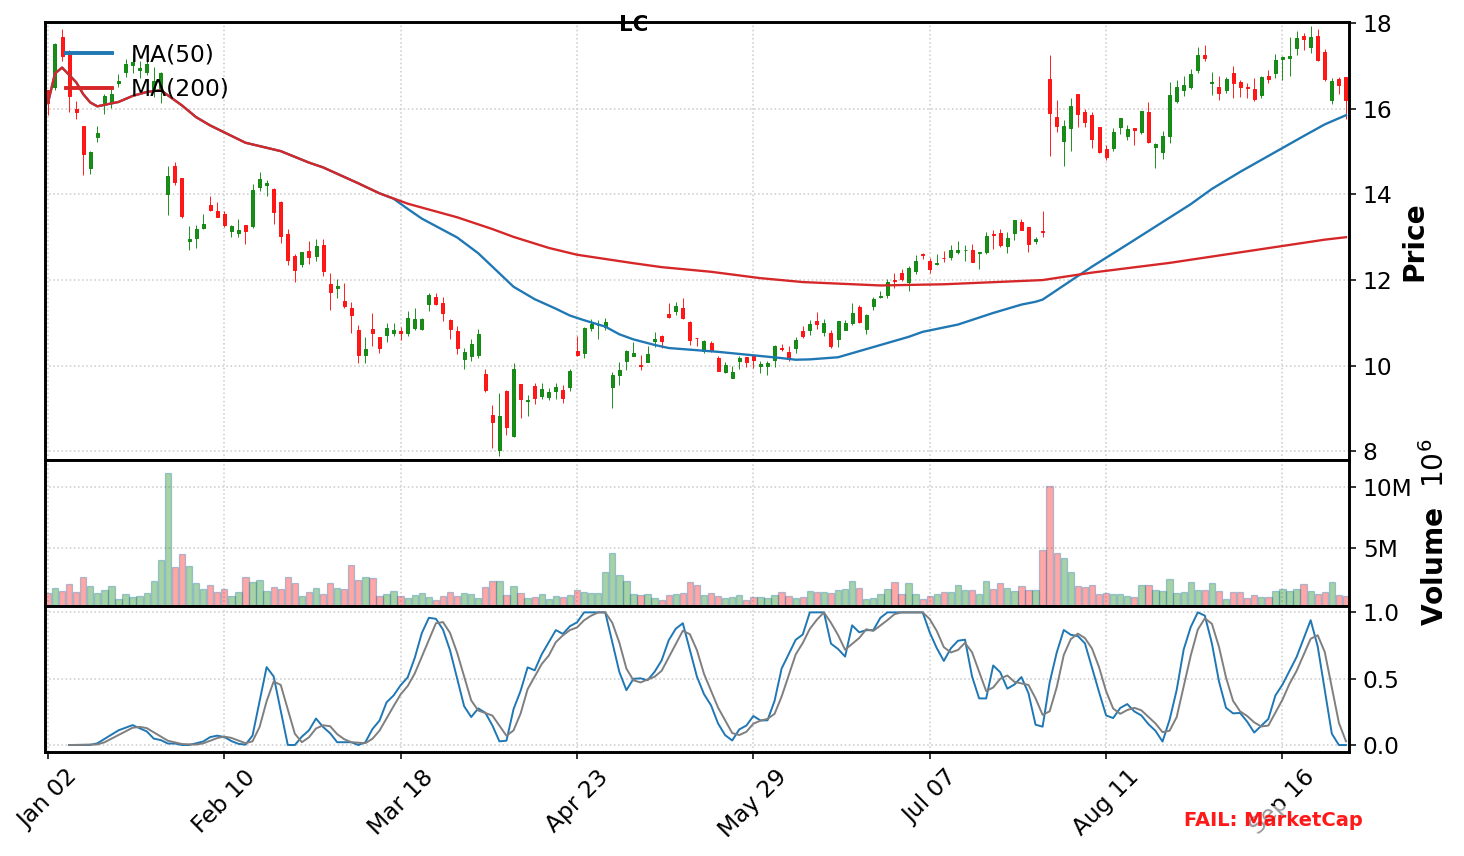 LC
MA(50)
MA(200)
18
16
14
12
10
8
Price
10M
5M
Volume 10^6
1.0
0.5
0.0
Jan 02
Feb 10
Mar 18
Apr 23
May 29
Jul 07
Aug 11
Sep 16
FAIL: MarketCap